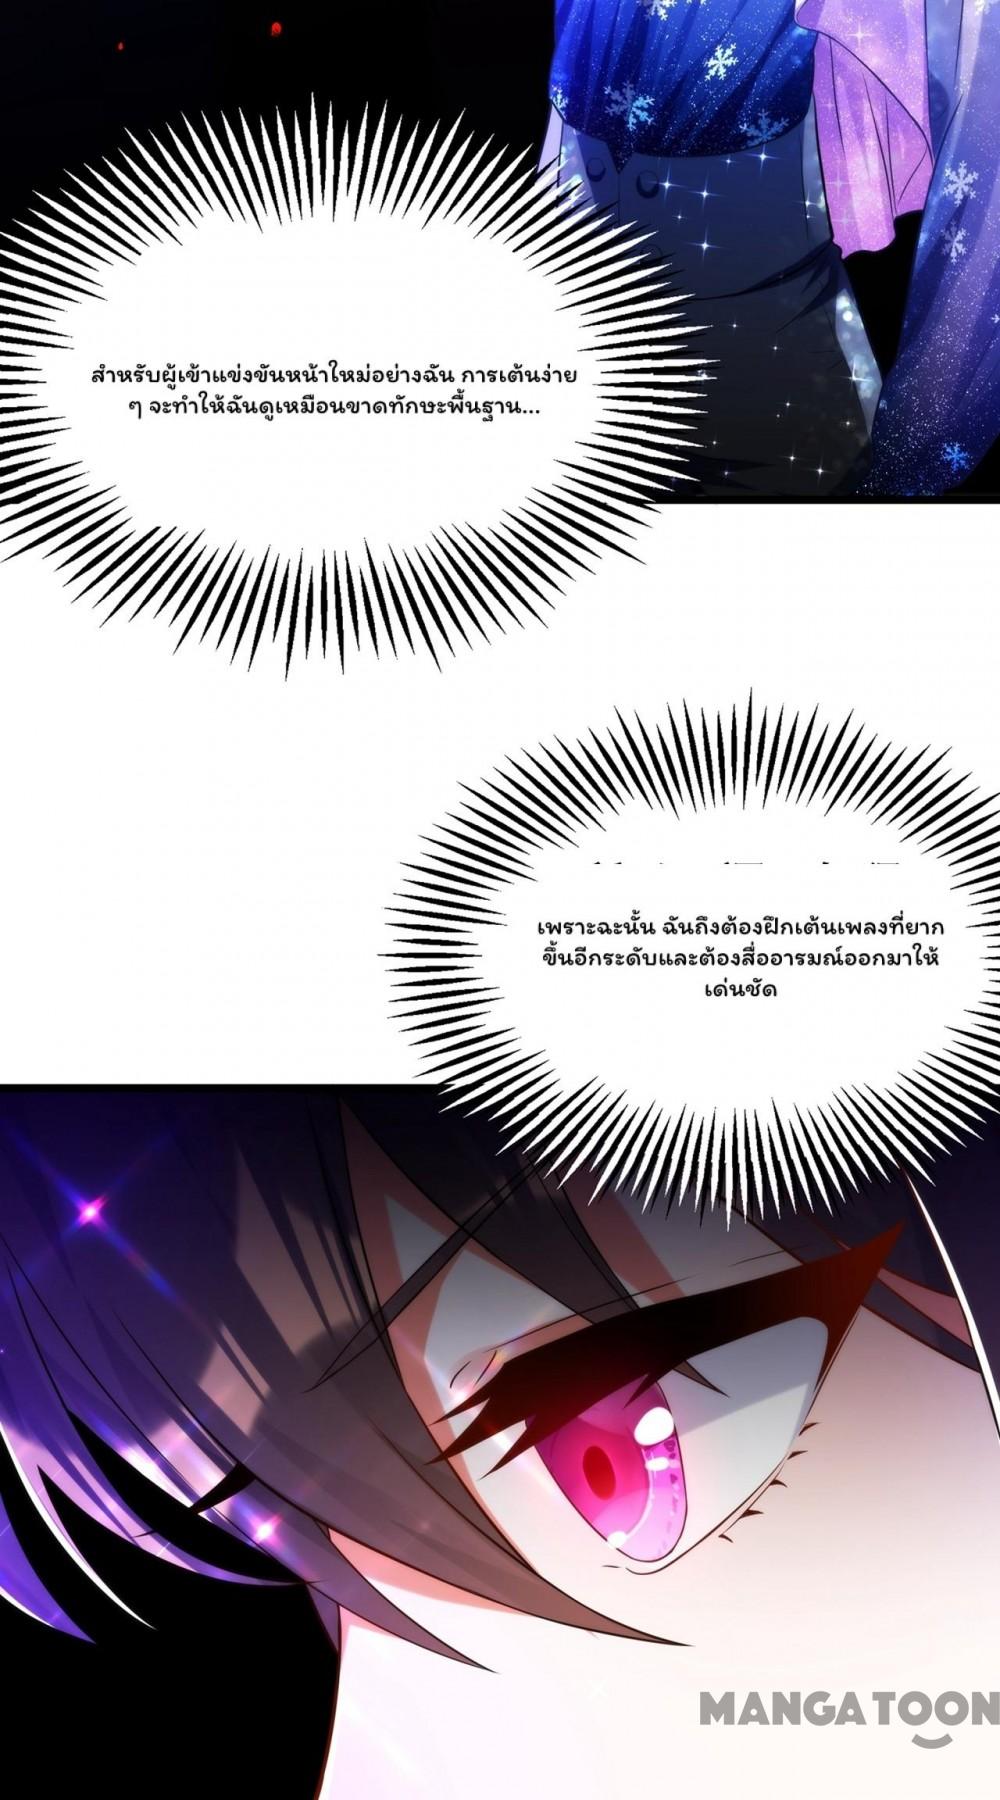 สำหรับผู้เข้าแข่งขันหน้าใหม่อย่างฉัน การเต้นง่าย
ๆ จะทำให้ฉันดูเหมือนขาดทักษะพื้นฐาน...
เพราะฉะนั้น ฉันถึงต้องฝึกเต้นเพลงที่ยาก
ขึ้นอีกระดับและต้องสื่ออารมณ์ออกมาให้
เด่นชัด
MANGATOON